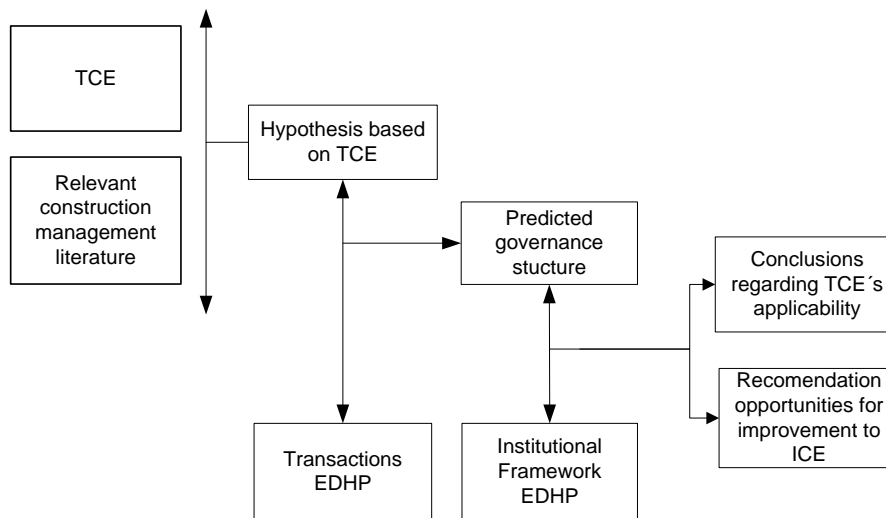 TCE
Relevant
construction
management
literature
Hypothesis based
on TCE
Predicted
governance
stucture
Transactions
EDHP
Institutional
Framework
EDHP
Conclusions
regarding TCE´s
applicability
Recomendation
opportunities for
improvement to
ICE